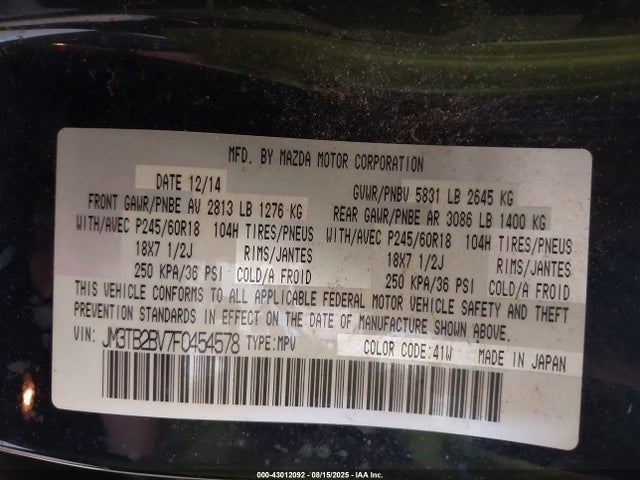 MFD. BY MAZDA MOTOR CORPORATION
DATE 12/14
GVWR/PNBV 5831 LB 2645 KG
FRONT GAWR/PNBE AV 2813 LB 1276 KG
REAR GAWR/PNBE AR 3086 LB 1400 KG
WITH/AVEC P245/60R18 104H TIRES/PNEUS
WITH/AVEC P245/60R18 104H TIRES/PNEUS
18X7 1/2J RIMS/JANTES
18X7 1/2J RIMS/JANTES
250 KPA/36 PSI COLD/A FROID
250 KPA/36 PSI COLD/A FROID
THIS VEHICLE CONFORMS TO ALL APPLICABLE FEDERAL MOTOR VEHICLE SAFETY AND THEFT
PREVENTION STANDARDS IN EFFECT ON THE DATE OF MANUFACTURE SHOWN ABOVE.
VIN: JM3TB2BV7F0454578 TYPE: MPV COLOR CODE: 41W MADE IN JAPAN
000-43012092 - 08/15/2025 - IAA Inc.